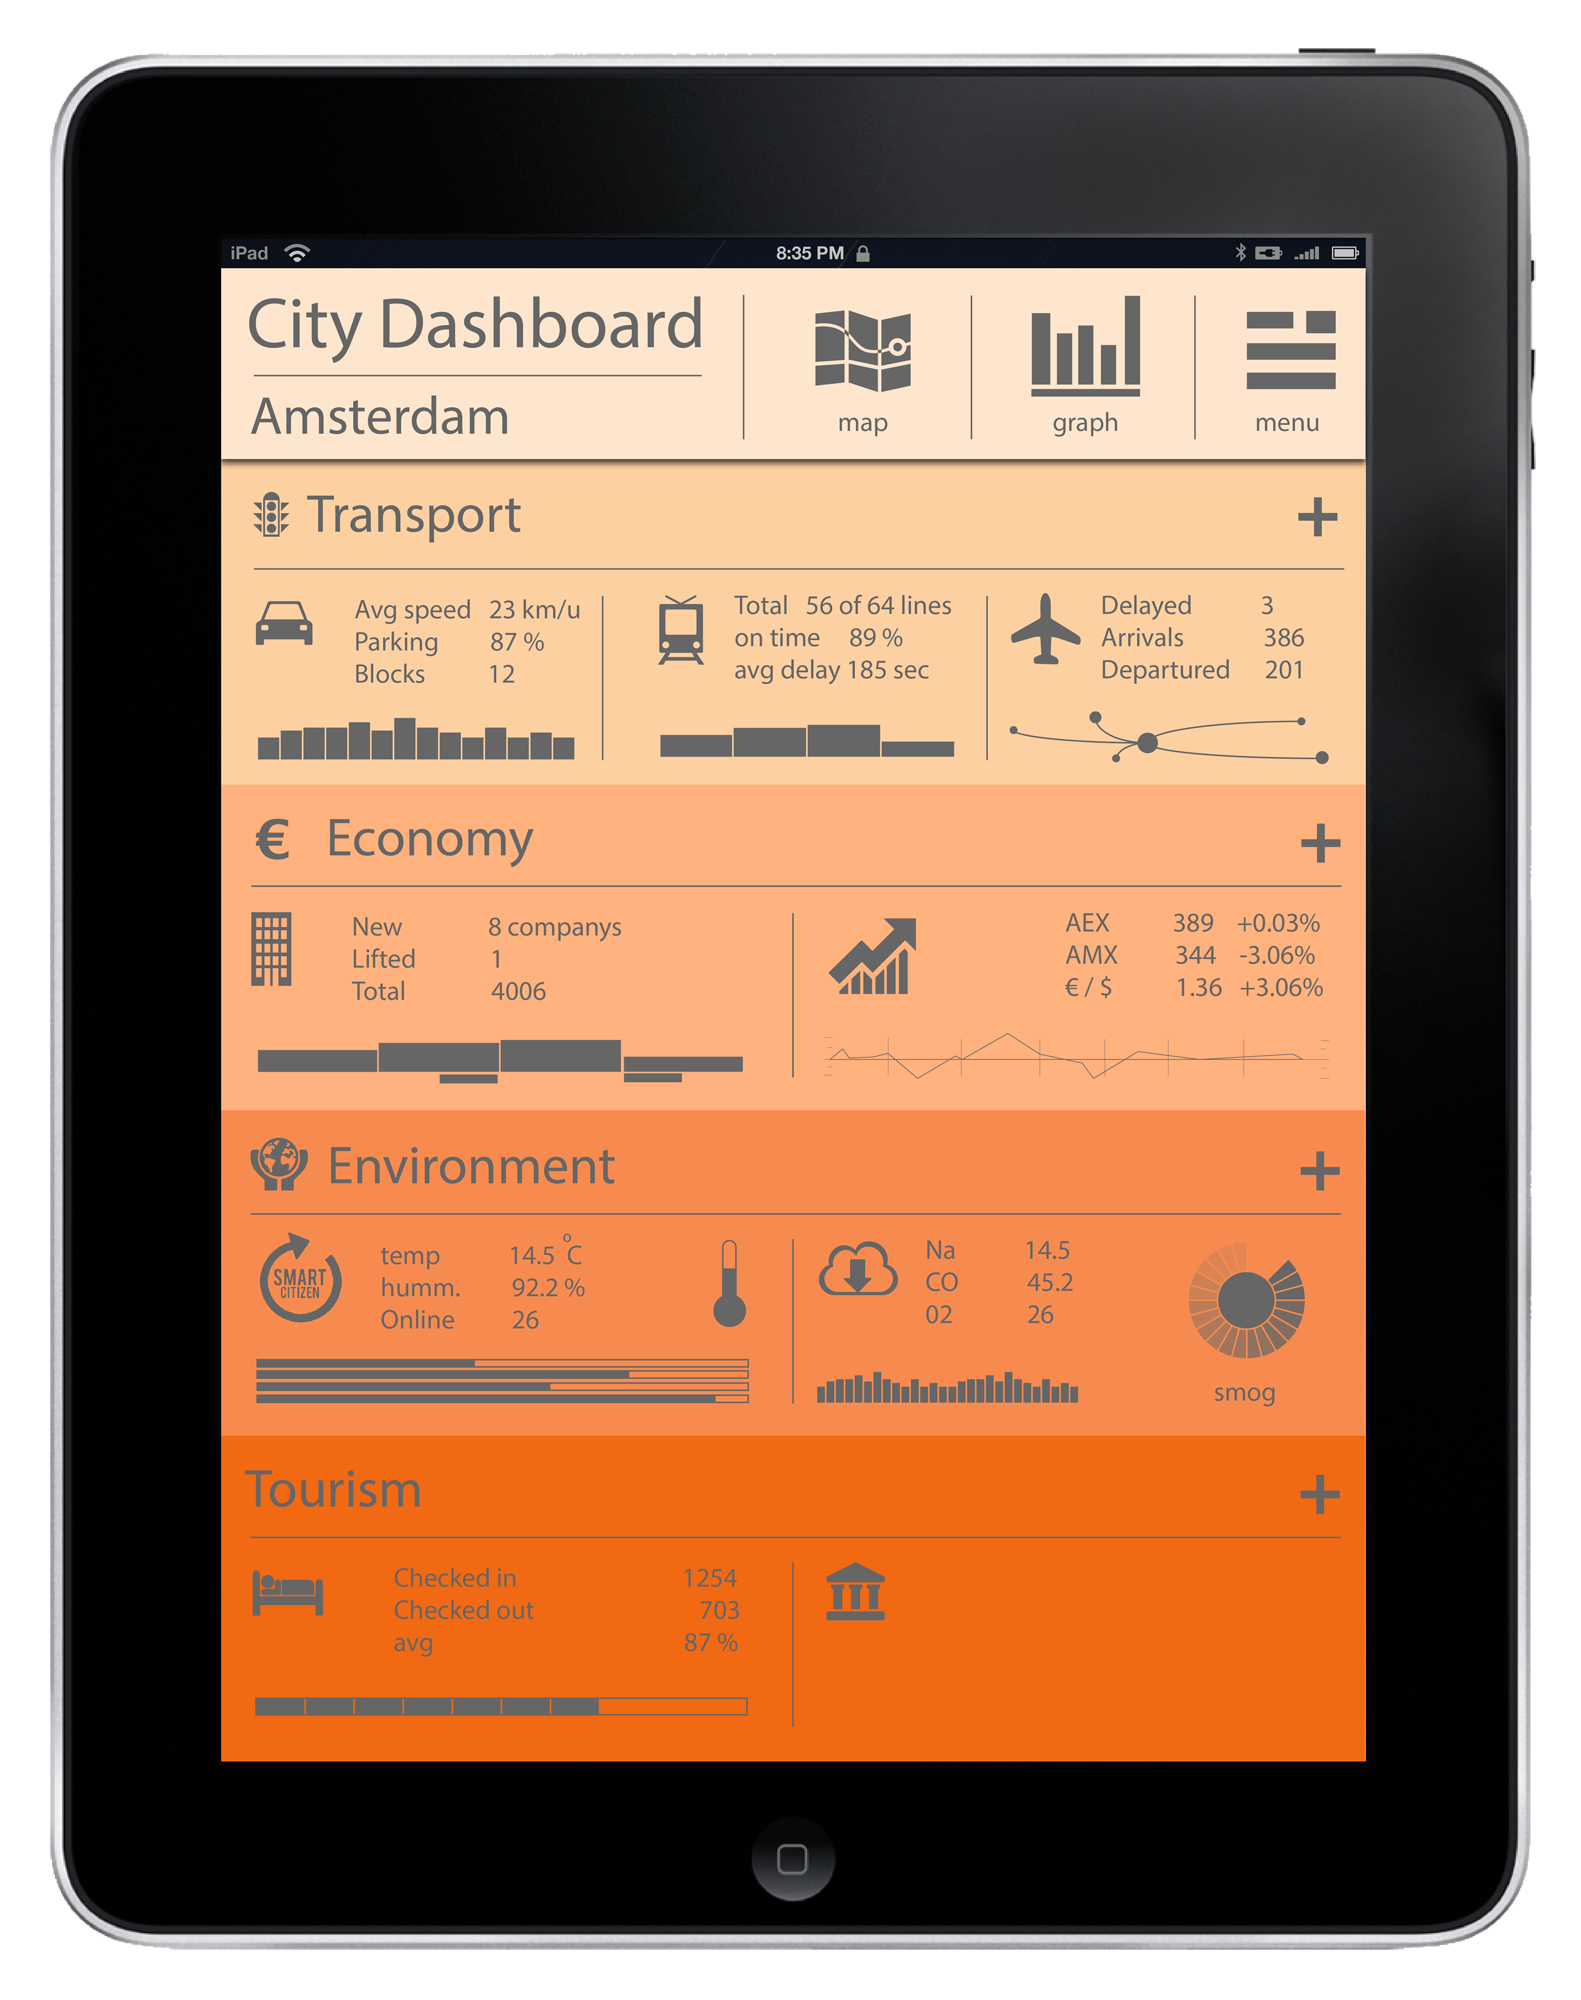 iPad 8:35 PM
City Dashboard
Amsterdam
map
graph
menu
Transport
Avg speed 23 km/u
Parking 87 %
Blocks 12
Total 56 of 64 lines
on time 89 %
avg delay 185 sec
Delayed 3
Arrivals 386
Departured 201
€ Economy
New 8 companys
Lifted 1
Total 4006
AEX 389 +0.03%
AMX 344 -3.06%
€ / $ 1.36 +3.06%
Environment
SMART
CITIZEN
temp 14.5 °C
humm. 92.2 %
Online 26
Na 14.5
CO 45.2
02 26
smog
Tourism
Checked in 1254
Checked out 703
avg 87 %